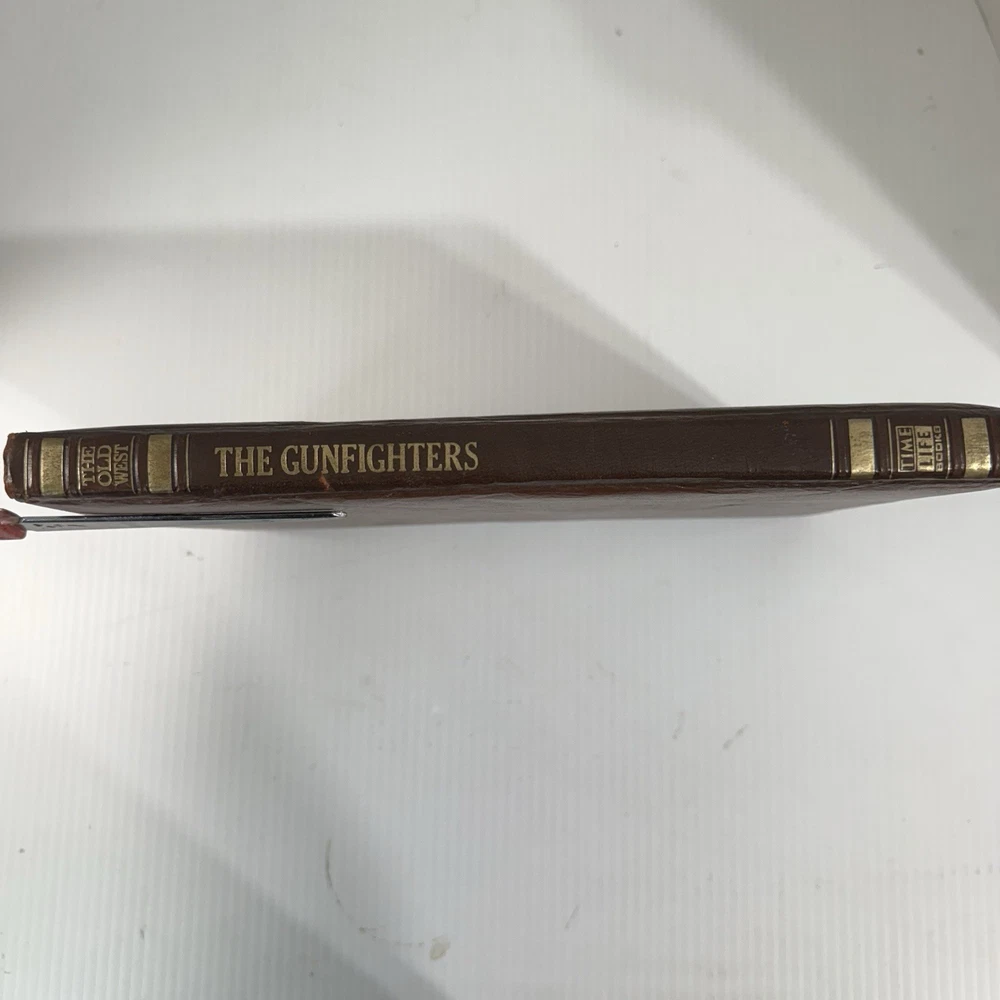 THE
OLD
WEST
THE GUNFIGHTERS
TIME
LIFE
BOOKS